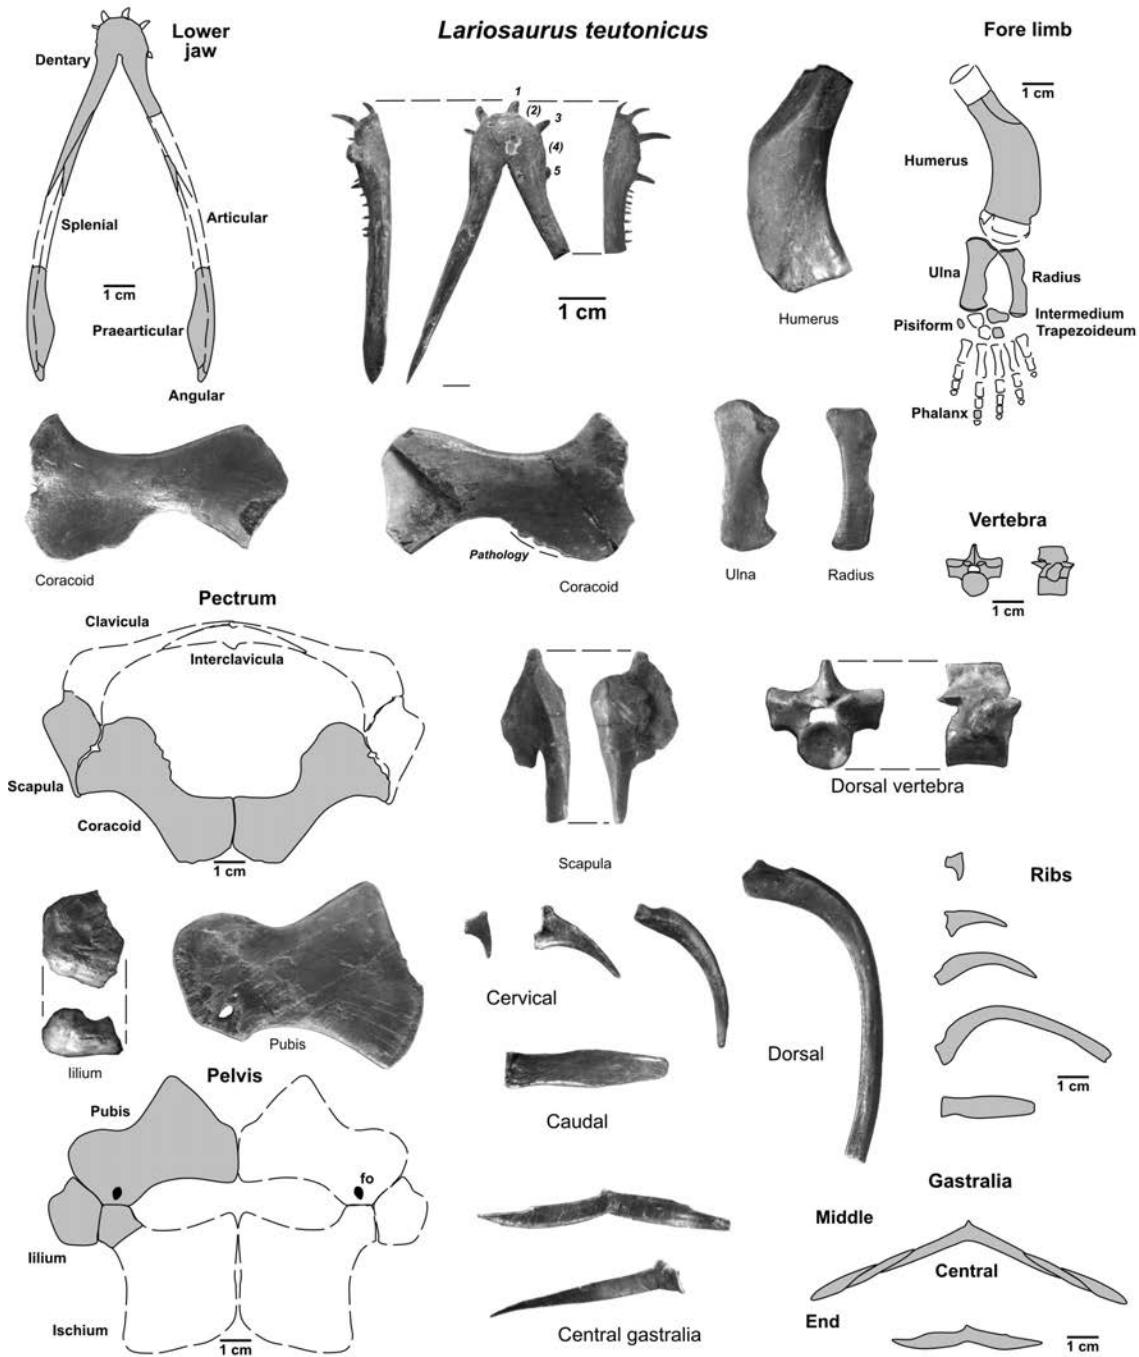 Lariosaurus teutonicus
Lower
jaw
Dentary
Splenial
Articular
1 cm
Praearticular
Angular
1
(2)
3
(4)
5
1 cm
Humerus
Fore limb
1 cm
Humerus
Ulna
Radius
Intermedium
Pisiform
Trapezoideum
Phalanx
Coracoid
Pathology
Coracoid
Ulna
Radius
Vertebra
1 cm
Pectrum
Clavicula
Interclavicula
Scapula
Coracoid
1 cm
Scapula
Dorsal vertebra
Iilium
Pubis
Cervical
Caudal
Dorsal
Ribs
1 cm
Pelvis
Pubis
fo
Iilium
Ischium
1 cm
Central gastralia
Gastralia
Middle
Central
End
1 cm